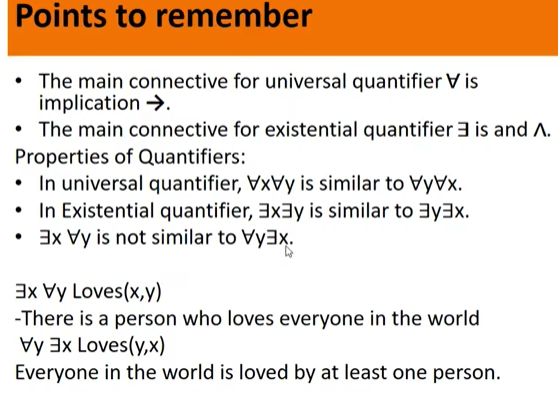 Points to remember
• The main connective for universal quantifier ∀ is
implication →.
• The main connective for existential quantifier ∃ is and Λ.
Properties of Quantifiers:
• In universal quantifier, ∀x∀y is similar to ∀y∀x.
• In Existential quantifier, ∃x∃y is similar to ∃y∃x.
• ∃x ∀y is not similar to ∀y∃x.
∃x ∀y Loves(x,y)
-There is a person who loves everyone in the world
∀y ∃x Loves(y,x)
Everyone in the world is loved by at least one person.